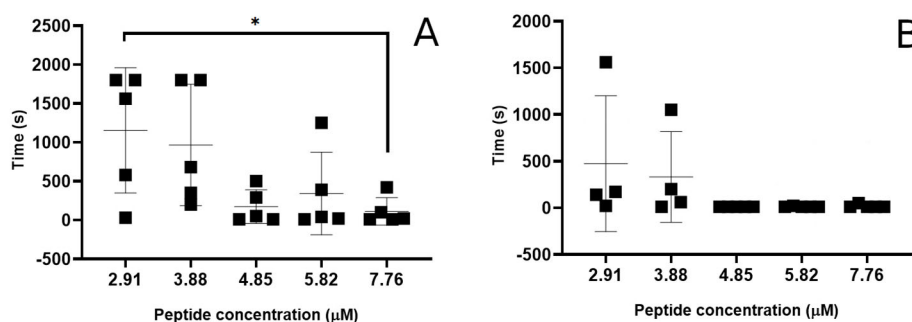 A
*
Time (s)
2500
2000
1500
1000
500
0
-500
2.91 3.88 4.85 5.82 7.76
Peptide concentration (μM)
B
Time (s)
2000
1500
1000
500
0
-500
2.91 3.88 4.85 5.82 7.76
Peptide concentration (μM)